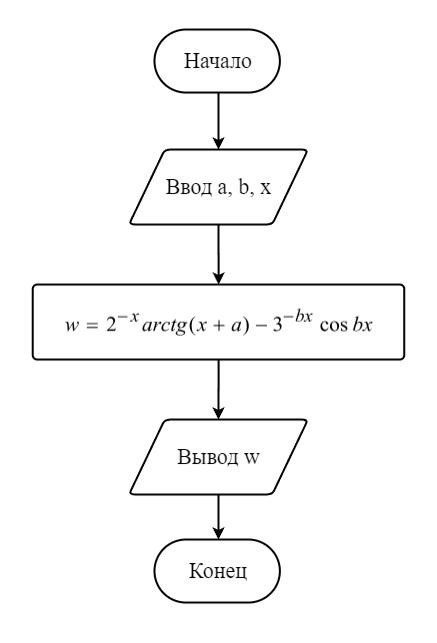 Начало
Ввод a, b, x
w = 2^{-x} arctg(x + a) − 3^{-bx} cos bx
Вывод w
Конец